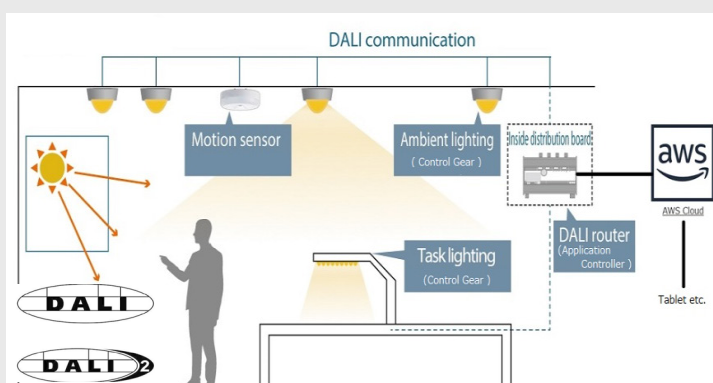 DALI communication
Motion sensor
Ambient lighting
( Control Gear )
Inside distribution board
aws
AWS Cloud
DALI router
(Application
Controller )
Task lighting
(Control Gear )
Tablet etc.
DALI
DALI 2